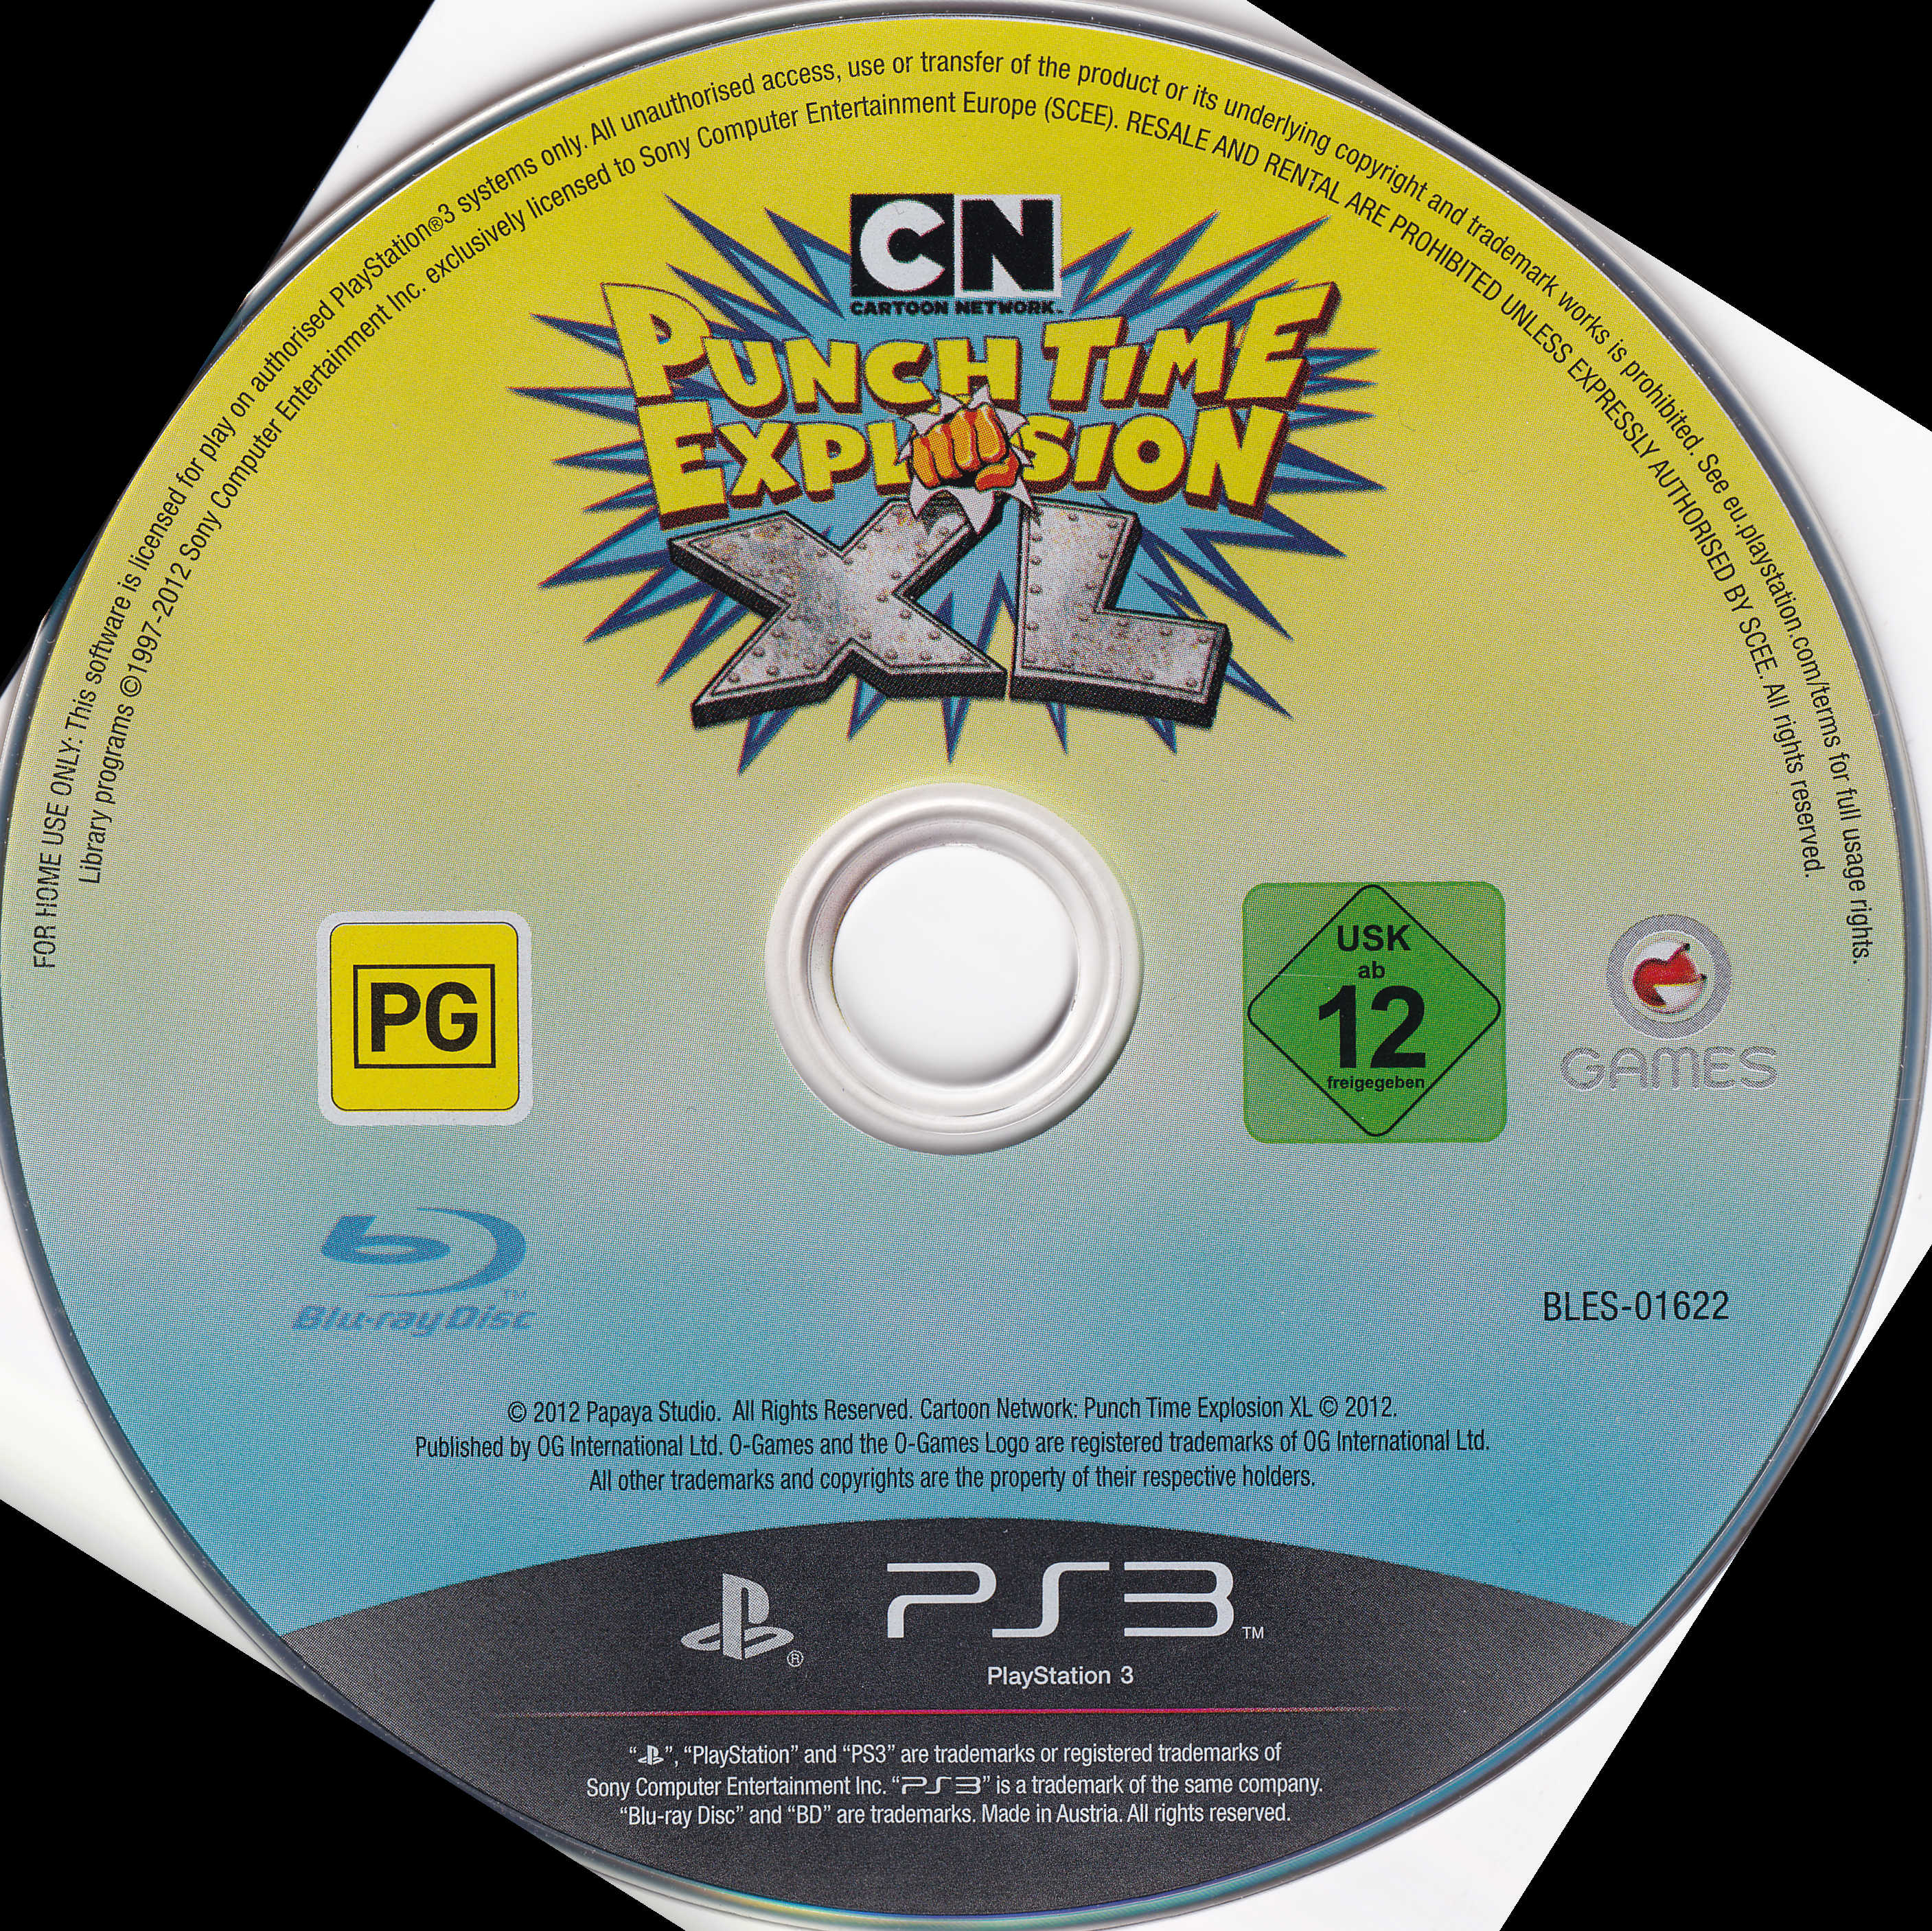 FOR HOME USE ONLY: This software is licensed for play on authorised PlayStation®3 systems only. All unauthorised access, use or transfer of the product or its underlying copyright and trademark works is prohibited. See eu.playstation.com/terms for full usage rights.
Library programs ©1997-2012 Sony Computer Entertainment Inc. exclusively licensed to Sony Computer Entertainment Europe (SCEE). RESALE AND RENTAL ARE PROHIBITED UNLESS EXPRESSLY AUTHORISED BY SCEE. All rights reserved.
CN
CARTOON NETWORK™
PUNCH TIME
EXPLOSION
XL
PG
USK
ab
12
freigegeben
GAMES
Blu-ray Disc™
BLES-01622
© 2012 Papaya Studio. All Rights Reserved. Cartoon Network: Punch Time Explosion XL © 2012.
Published by OG International Ltd. O-Games and the O-Games Logo are registered trademarks of OG International Ltd.
All other trademarks and copyrights are the property of their respective holders.
® PS3™
PlayStation 3
“ ”, “PlayStation” and “PS3” are trademarks or registered trademarks of
Sony Computer Entertainment Inc. “PS3” is a trademark of the same company.
“Blu-ray Disc” and “BD” are trademarks. Made in Austria. All rights reserved.